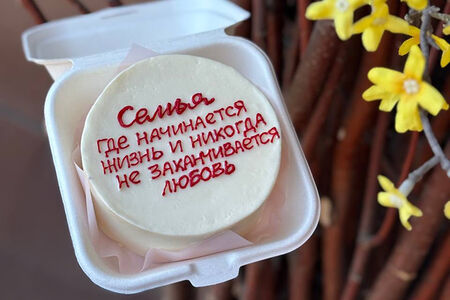 Семья
где начинается
жизнь и никогда
не заканчивается
любовь